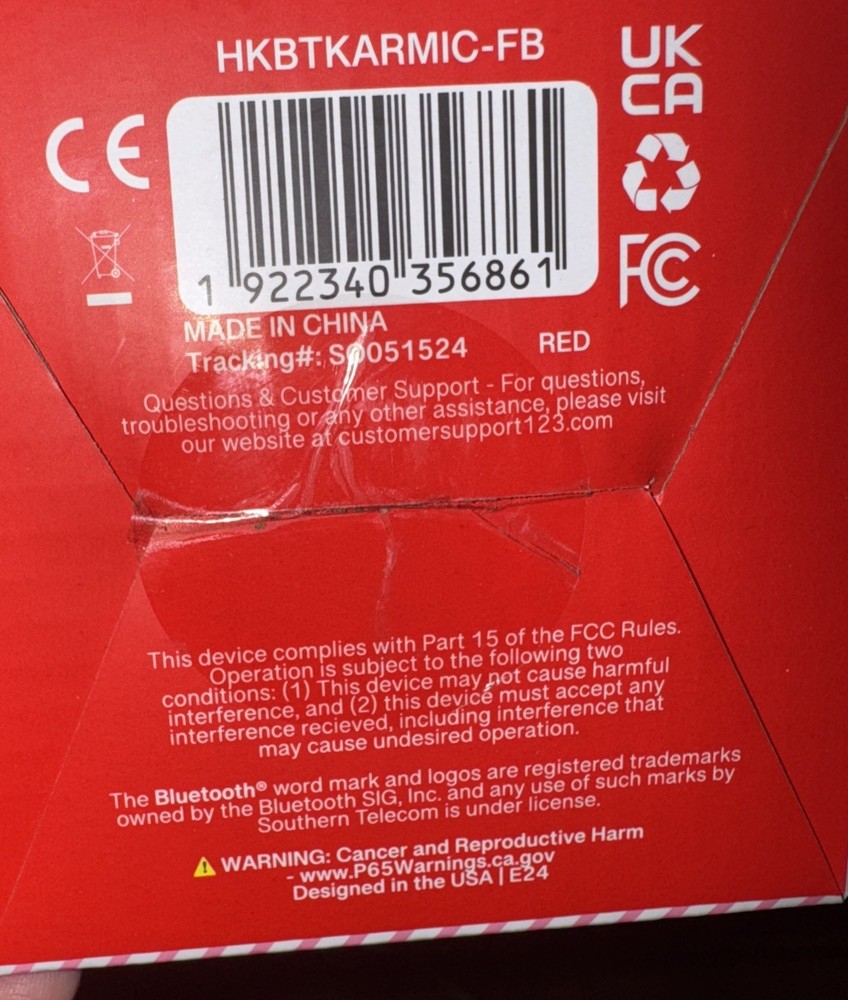 HKBTKARMIC-FB
UK
CA
CE
FC
1 922340 356861
MADE IN CHINA
Tracking#: SO051524 RED
Questions & Customer Support - For questions,
troubleshooting or any other assistance, please visit
our website at customersupport123.com
This device complies with Part 15 of the FCC Rules.
Operation is subject to the following two
conditions: (1) This device may not cause harmful
interference, and (2) this device must accept any
interference recieved, including interference that
may cause undesired operation.
The Bluetooth® word mark and logos are registered trademarks
owned by the Bluetooth SIG, Inc. and any use of such marks by
Southern Telecom is under license.
WARNING: Cancer and Reproductive Harm
- www.P65Warnings.ca.gov
Designed in the USA | E24